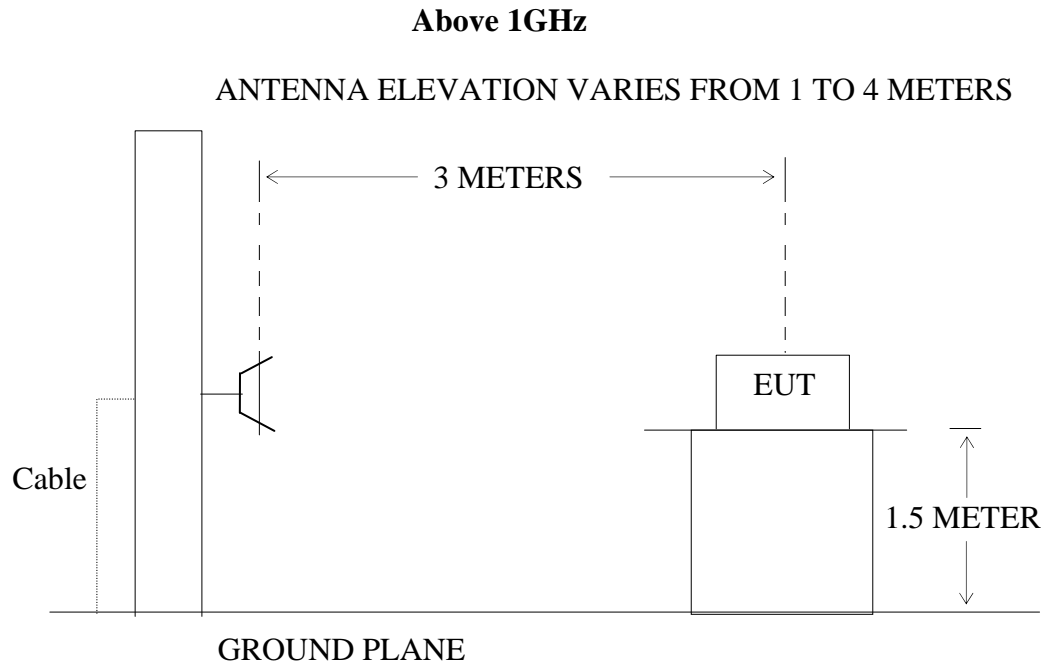 Above 1GHz
ANTENNA ELEVATION VARIES FROM 1 TO 4 METERS
3 METERS
EUT
Cable
1.5 METER
GROUND PLANE